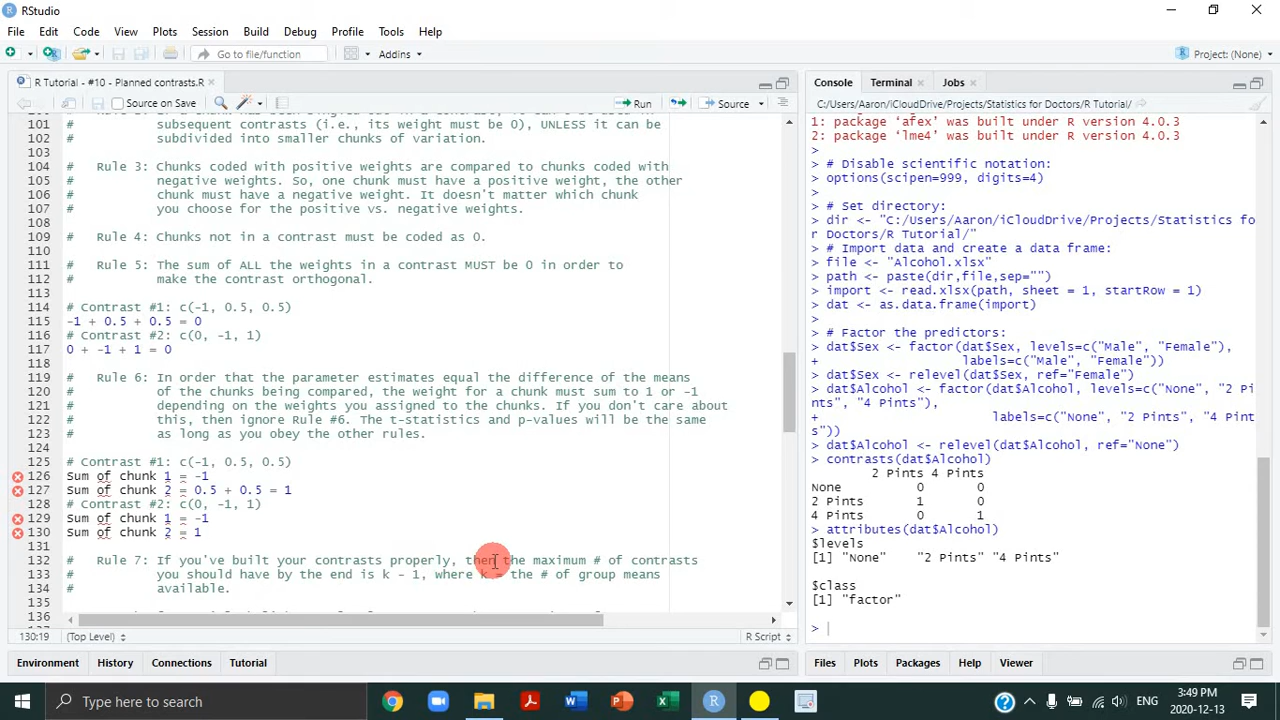 RStudio
File Edit Code View Plots Session Build Debug Profile Tools Help
Go to file/function Addins Project: (None)
R Tutorial - #10 - Planned contrasts.R
Source on Save Run Source
101 # subsequent contrasts (i.e., its weight must be 0), UNLESS it can be
102 # subdivided into smaller chunks of variation.
103
104 # Rule 3: Chunks coded with positive weights are compared to chunks coded with
105 # negative weights. So, one chunk must have a positive weight, the other
106 # chunk must have a negative weight. It doesn't matter which chunk
107 # you choose for the positive vs. negative weights.
108
109 # Rule 4: Chunks not in a contrast must be coded as 0.
110
111 # Rule 5: The sum of ALL the weights in a contrast MUST be 0 in order to
112 # make the contrast orthogonal.
113
114 # Contrast #1: c(-1, 0.5, 0.5)
115 -1 + 0.5 + 0.5 = 0
116 # Contrast #2: c(0, -1, 1)
117 0 + -1 + 1 = 0
118
119 # Rule 6: In order that the parameter estimates equal the difference of the means
120 # of the chunks being compared, the weight for a chunk must sum to 1 or -1
121 # depending on the weights you assigned to the chunks. If you don't care about
122 # this, then ignore Rule #6. The t-statistics and p-values will be the same
123 # as long as you obey the other rules.
124
125 # Contrast #1: c(-1, 0.5, 0.5)
126 Sum of chunk 1 = -1
127 Sum of chunk 2 = 0.5 + 0.5 = 1
128 # Contrast #2: c(0, -1, 1)
129 Sum of chunk 1 = -1
130 Sum of chunk 2 = 1
131
132 # Rule 7: If you've built your contrasts properly, then the maximum # of contrasts
133 # you should have by the end is k - 1, where k = the # of group means
134 # available.
135
136
130:19 (Top Level) R Script
Environment History Connections Tutorial
Console Terminal Jobs
C:/Users/Aaron/iCloudDrive/Projects/Statistics for Doctors/R Tutorial/
1: package ‘afex’ was built under R version 4.0.3
2: package ‘lme4’ was built under R version 4.0.3
>
> # Disable scientific notation:
> options(scipen=999, digits=4)
>
> # Set directory:
> dir <- "C:/Users/Aaron/iCloudDrive/Projects/Statistics fo
r Doctors/R Tutorial/"
> # Import data and create a data frame:
> file <- "Alcohol.xlsx"
> path <- paste(dir,file,sep="")
> import <- read.xlsx(path, sheet = 1, startRow = 1)
> dat <- as.data.frame(import)
>
> # Factor the predictors:
> dat$Sex <- factor(dat$Sex, levels=c("Male", "Female"),
+ labels=c("Male", "Female"))
> dat$Sex <- relevel(dat$Sex, ref="Female")
> dat$Alcohol <- factor(dat$Alcohol, levels=c("None", "2 Pi
nts", "4 Pints"),
+ labels=c("None", "2 Pints", "4 Pint
s"))
> dat$Alcohol <- relevel(dat$Alcohol, ref="None")
> contrasts(dat$Alcohol)
2 Pints 4 Pints
None 0 0
2 Pints 1 0
4 Pints 0 1
> attributes(dat$Alcohol)
$levels
[1] "None" "2 Pints" "4 Pints"
$class
[1] "factor"
>
Files Plots Packages Help Viewer
Type here to search
3:49 PM
2020-12-13